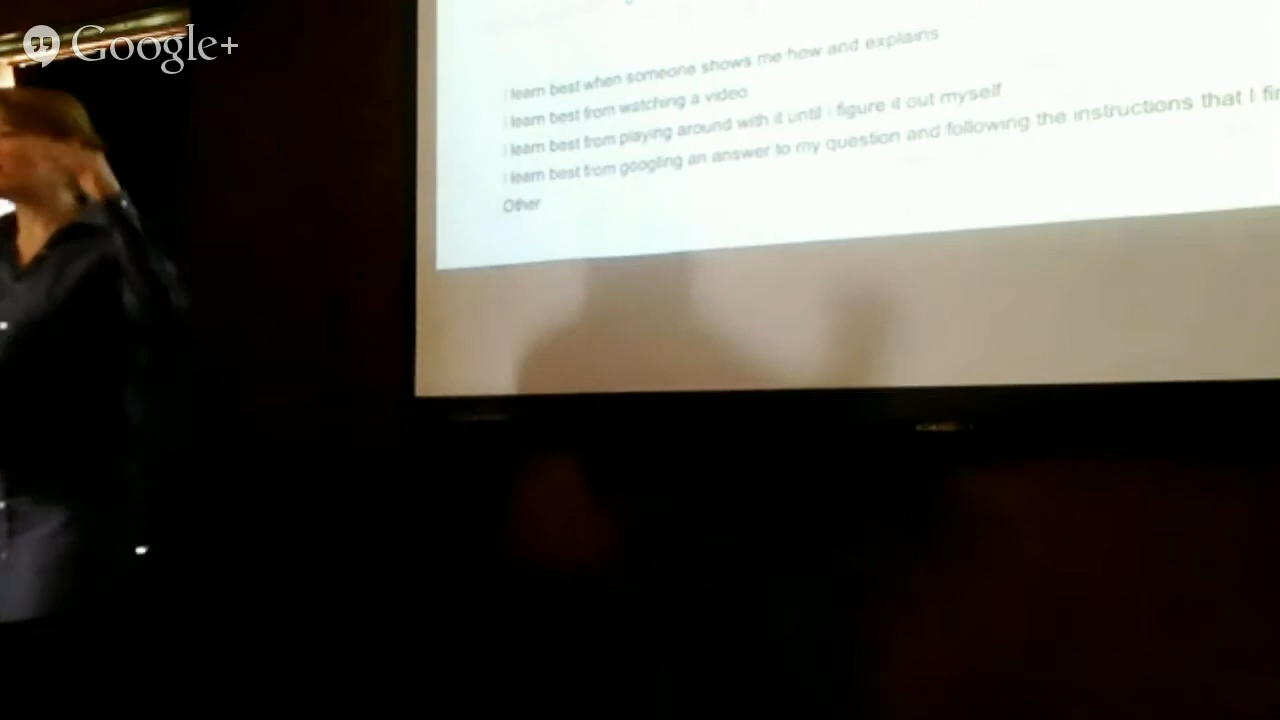 Google+
I learn best when someone shows me how and explains
I learn best from watching a video
I learn best from playing around with it until I figure it out myself
I learn best from googling an answer to my question and following the instructions that I fin
Other